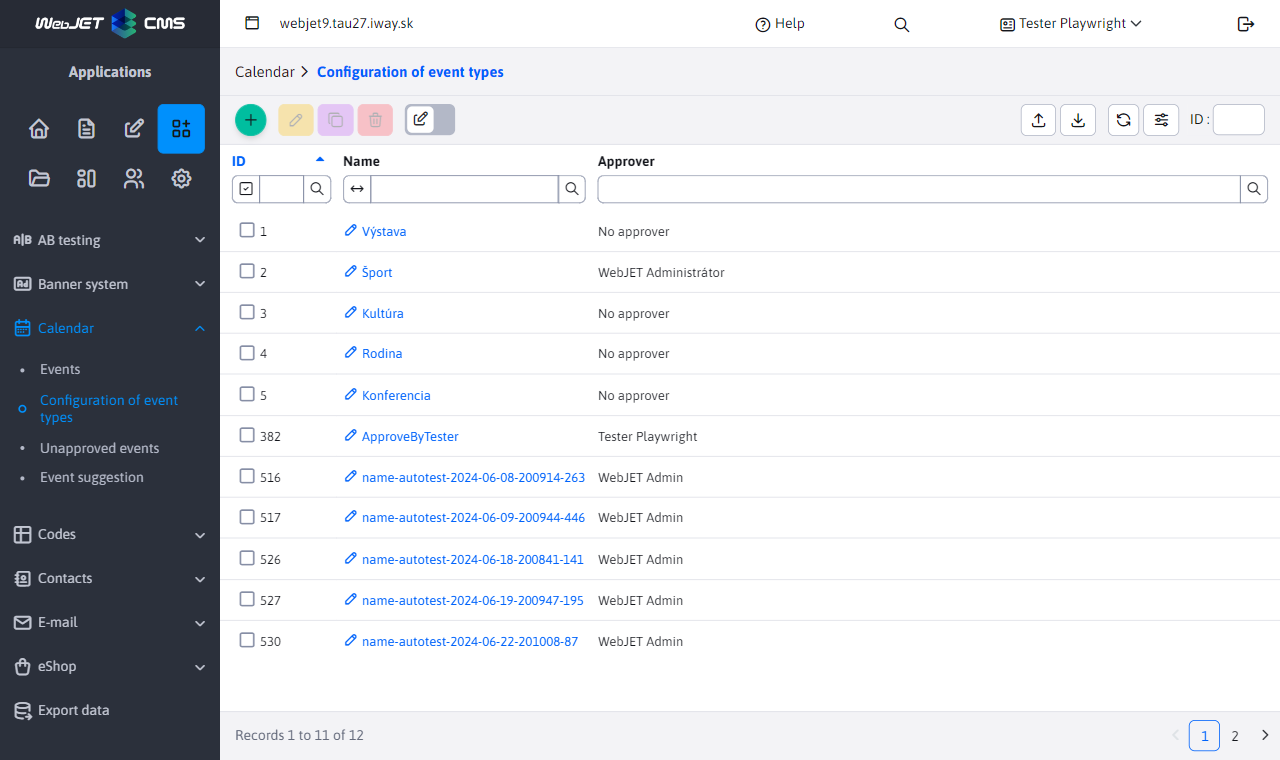 WebJET CMS
webjet9.tau27.iway.sk
Help
Tester Playwright
Applications
Calendar
Configuration of event types
ID :
ID
Name
Approver
1
Výstava
No approver
2
Šport
WebJET Administrátor
3
Kultúra
No approver
4
Rodina
No approver
5
Konferencia
No approver
382
ApproveByTester
Tester Playwright
516
name-autotest-2024-06-08-200914-263
WebJET Admin
517
name-autotest-2024-06-09-200944-446
WebJET Admin
526
name-autotest-2024-06-18-200841-141
WebJET Admin
527
name-autotest-2024-06-19-200947-195
WebJET Admin
530
name-autotest-2024-06-22-201008-87
WebJET Admin
A|B AB testing
Ad Banner system
Calendar
Events
Configuration of event
types
Unapproved events
Event suggestion
Codes
Contacts
E-mail
eShop
Export data
Records 1 to 11 of 12
1
2